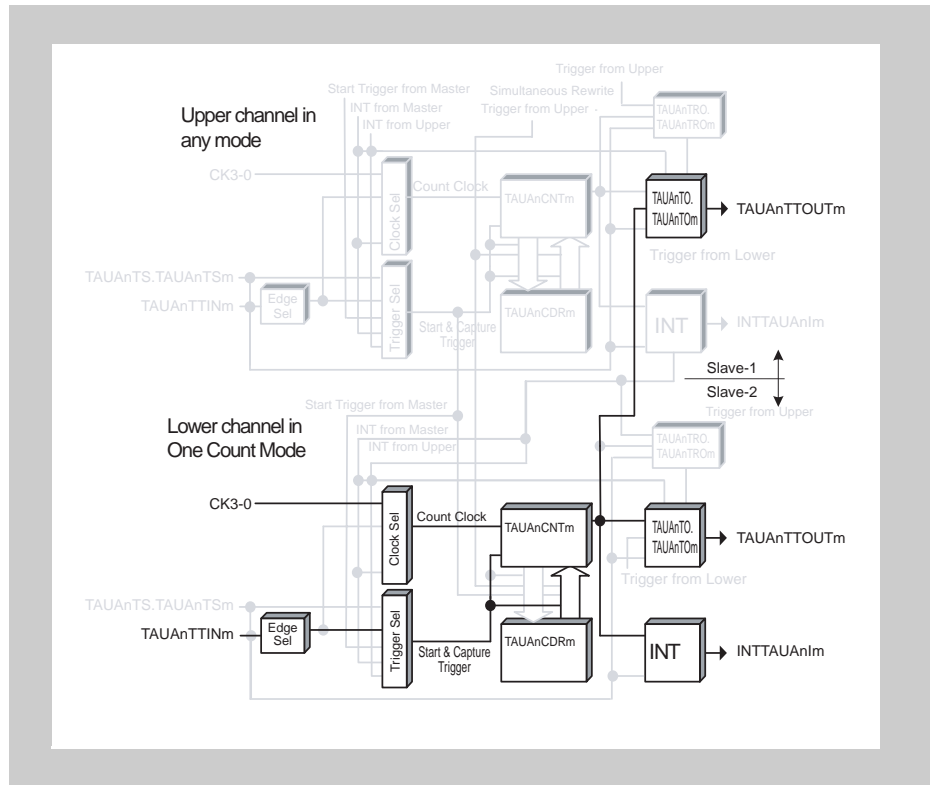 Trigger from Upper
Start Trigger from Master
Simultaneous Rewrite
INT from Master
Trigger from Upper
INT from Upper
Upper channel in
any mode
TAUAnTRO.
TAUAnTROm
CK3-0
Clock Sel
Count Clock
TAUAnCNTm
TAUAnTO.
TAUAnTOm
TAUAnTTOUTm
Trigger from Lower
TAUAnTS.TAUAnTSm
TAUAnTTINm
Edge
Sel
Trigger Sel
Start & Capture
Trigger
TAUAnCDRm
INT
INTTAUAnIm
Slave-1
Slave-2
Start Trigger from Master
Trigger from Upper
INT from Master
INT from Upper
Lower channel in
One Count Mode
TAUAnTRO.
TAUAnTROm
CK3-0
Clock Sel
Count Clock
TAUAnCNTm
TAUAnTO.
TAUAnTOm
TAUAnTTOUTm
Trigger from Lower
TAUAnTS.TAUAnTSm
TAUAnTTINm
Edge
Sel
Trigger Sel
Start & Capture
Trigger
TAUAnCDRm
INT
INTTAUAnIm